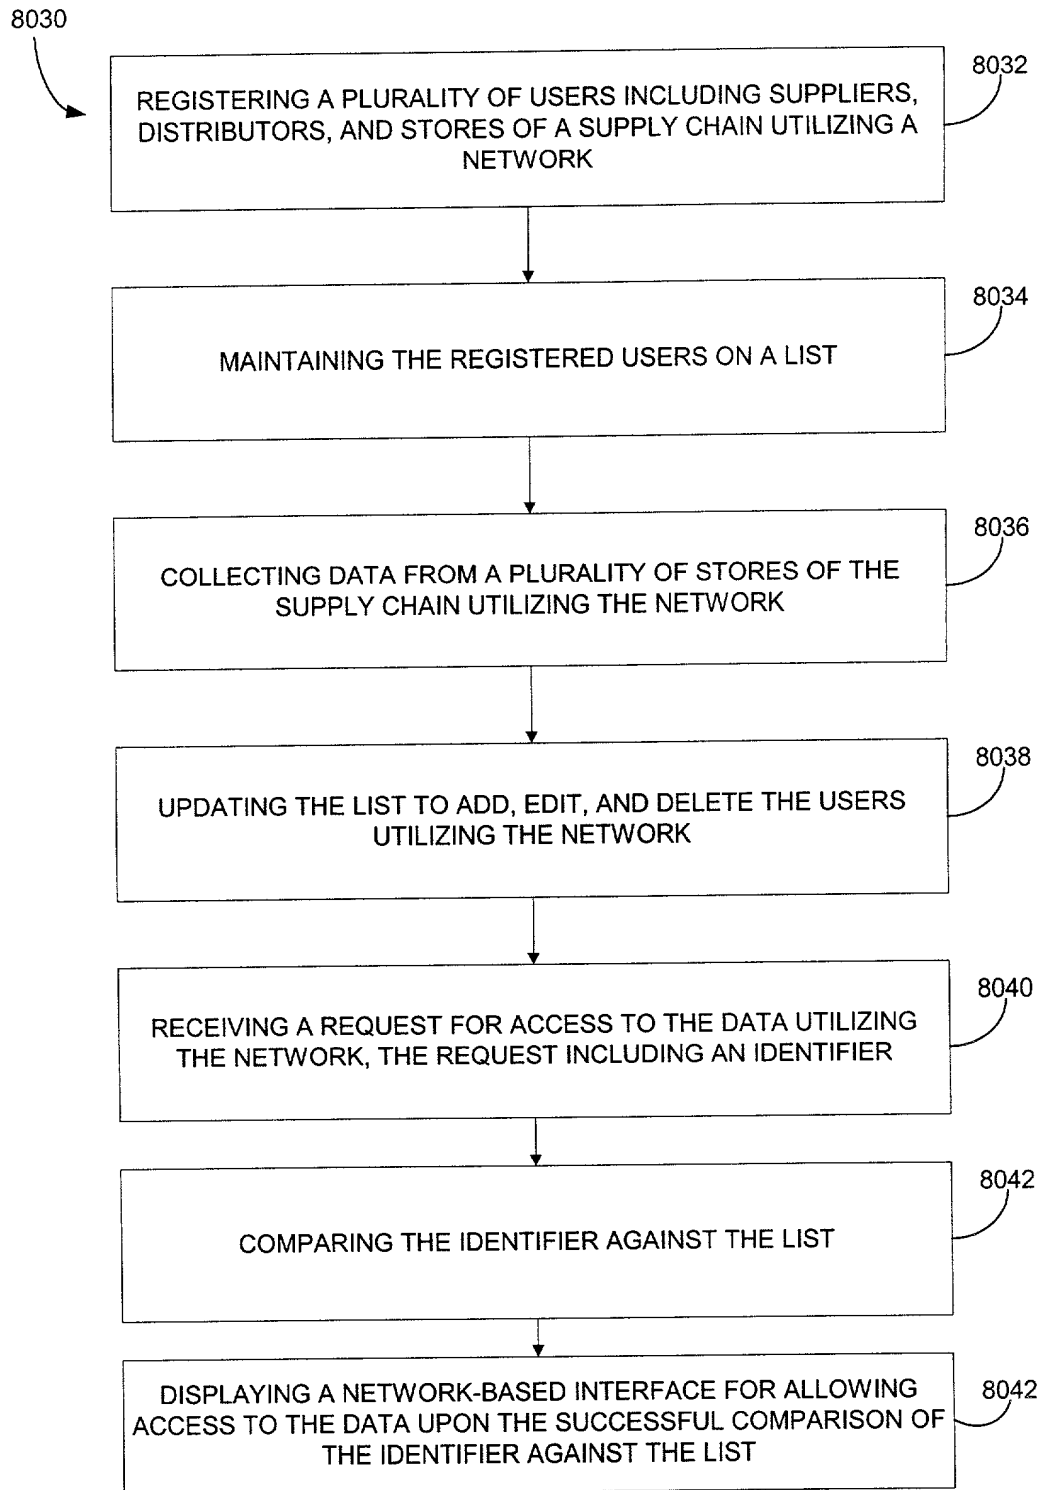 8030
8032
REGISTERING A PLURALITY OF USERS INCLUDING SUPPLIERS,
DISTRIBUTORS, AND STORES OF A SUPPLY CHAIN UTILIZING A
NETWORK
8034
MAINTAINING THE REGISTERED USERS ON A LIST
8036
COLLECTING DATA FROM A PLURALITY OF STORES OF THE
SUPPLY CHAIN UTILIZING THE NETWORK
8038
UPDATING THE LIST TO ADD, EDIT, AND DELETE THE USERS
UTILIZING THE NETWORK
8040
RECEIVING A REQUEST FOR ACCESS TO THE DATA UTILIZING
THE NETWORK, THE REQUEST INCLUDING AN IDENTIFIER
8042
COMPARING THE IDENTIFIER AGAINST THE LIST
8042
DISPLAYING A NETWORK-BASED INTERFACE FOR ALLOWING
ACCESS TO THE DATA UPON THE SUCCESSFUL COMPARISON OF
THE IDENTIFIER AGAINST THE LIST